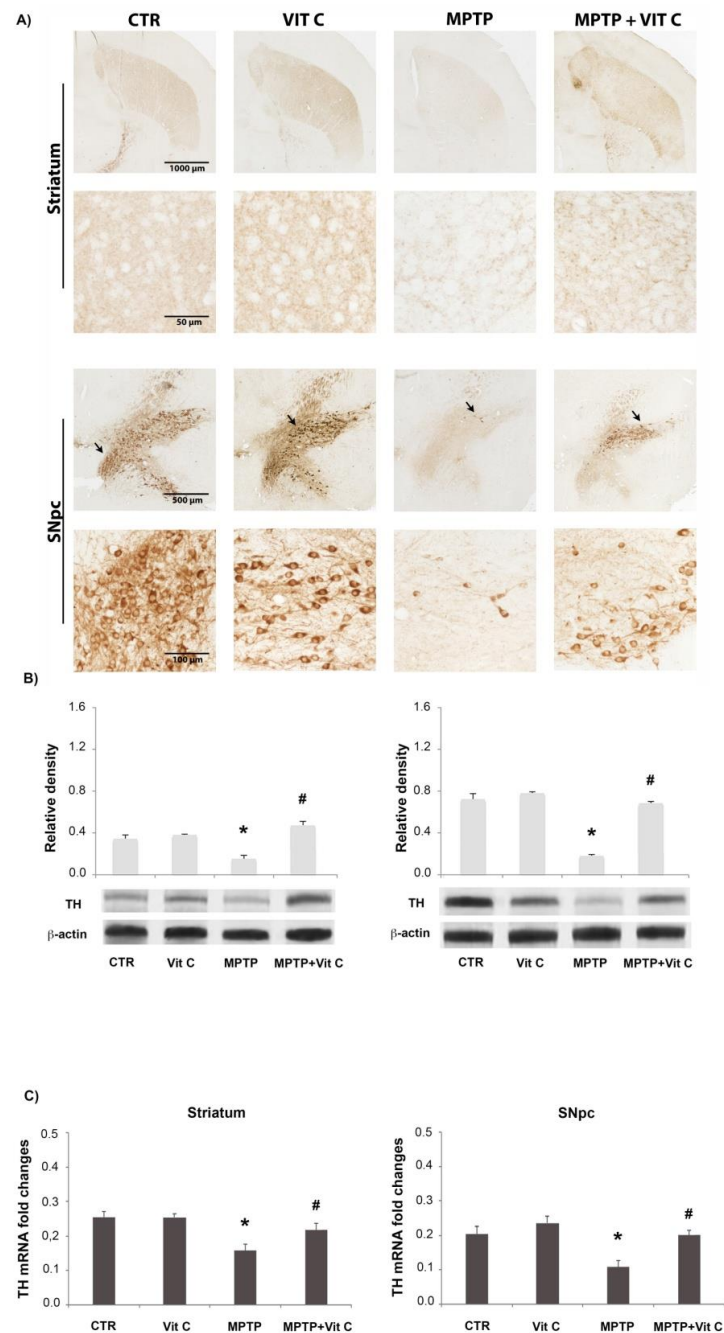 A)
CTR VIT C MPTP MPTP + VIT C
Striatum
1000 µm
50 µm
SNpc
500 µm
100 µm
B)
Relative density
1.6
1.2
0.8
0.4
0
*
#
TH
β-actin
CTR Vit C MPTP MPTP+Vit C
Relative density
1.6
1.2
0.8
0.4
0
*
#
TH
β-actin
CTR Vit C MPTP MPTP+Vit C
C)
Striatum
TH mRNA fold changes
0.5
0.4
0.3
0.2
0.1
0.0
*
#
CTR Vit C MPTP MPTP+Vit C
SNpc
TH mRNA fold changes
0.5
0.4
0.3
0.2
0.1
0.0
*
#
CTR Vit C MPTP MPTP+Vit C